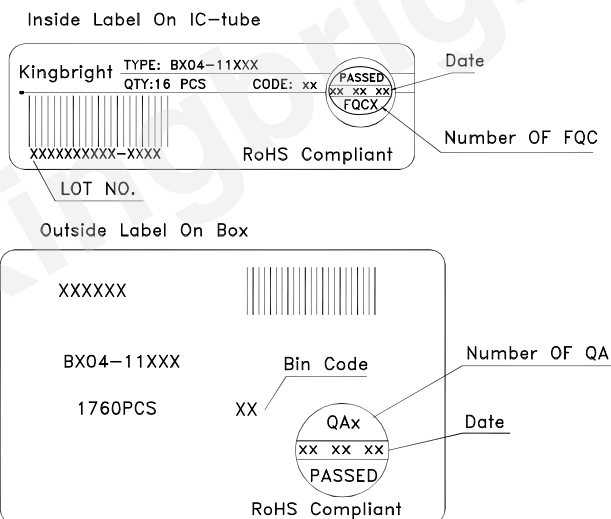 Inside Label On IC-tube
Kingbright
TYPE: BX04-11XXX
QTY:16 PCS CODE: xx
PASSED
xx xx xx
FQCX
Date
Number OF FQC
XXXXXXXXXX-XXXX
RoHS Compliant
LOT NO.
Outside Label On Box
XXXXXX
BX04-11XXX
Bin Code
1760PCS
XX
Number OF QA
QAx
Date
xx xx xx
PASSED
RoHS Compliant